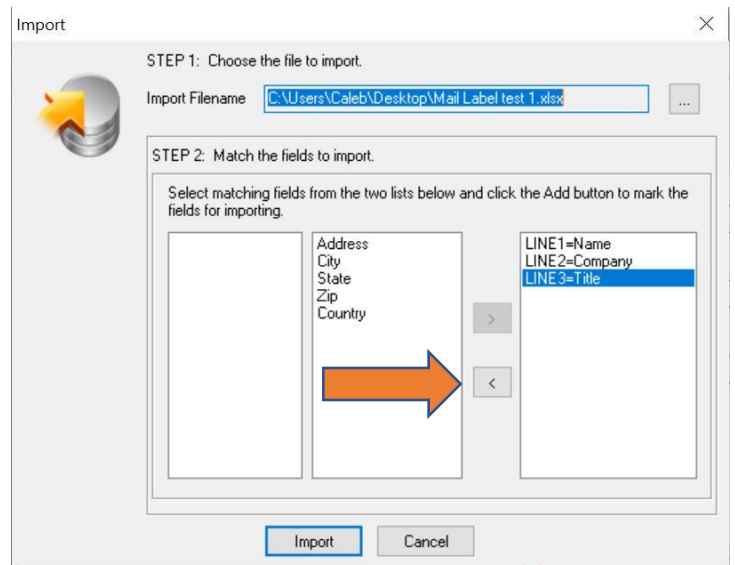 Import
STEP 1: Choose the file to import.
Import Filename C:\Users\Caleb\Desktop\Mail Label test 1.xlsx ...
STEP 2: Match the fields to import.
Select matching fields from the two lists below and click the Add button to mark the
fields for importing.
Address
City
State
Zip
Country
LINE1=Name
LINE2=Company
LINE3=Title
>
<
Import
Cancel